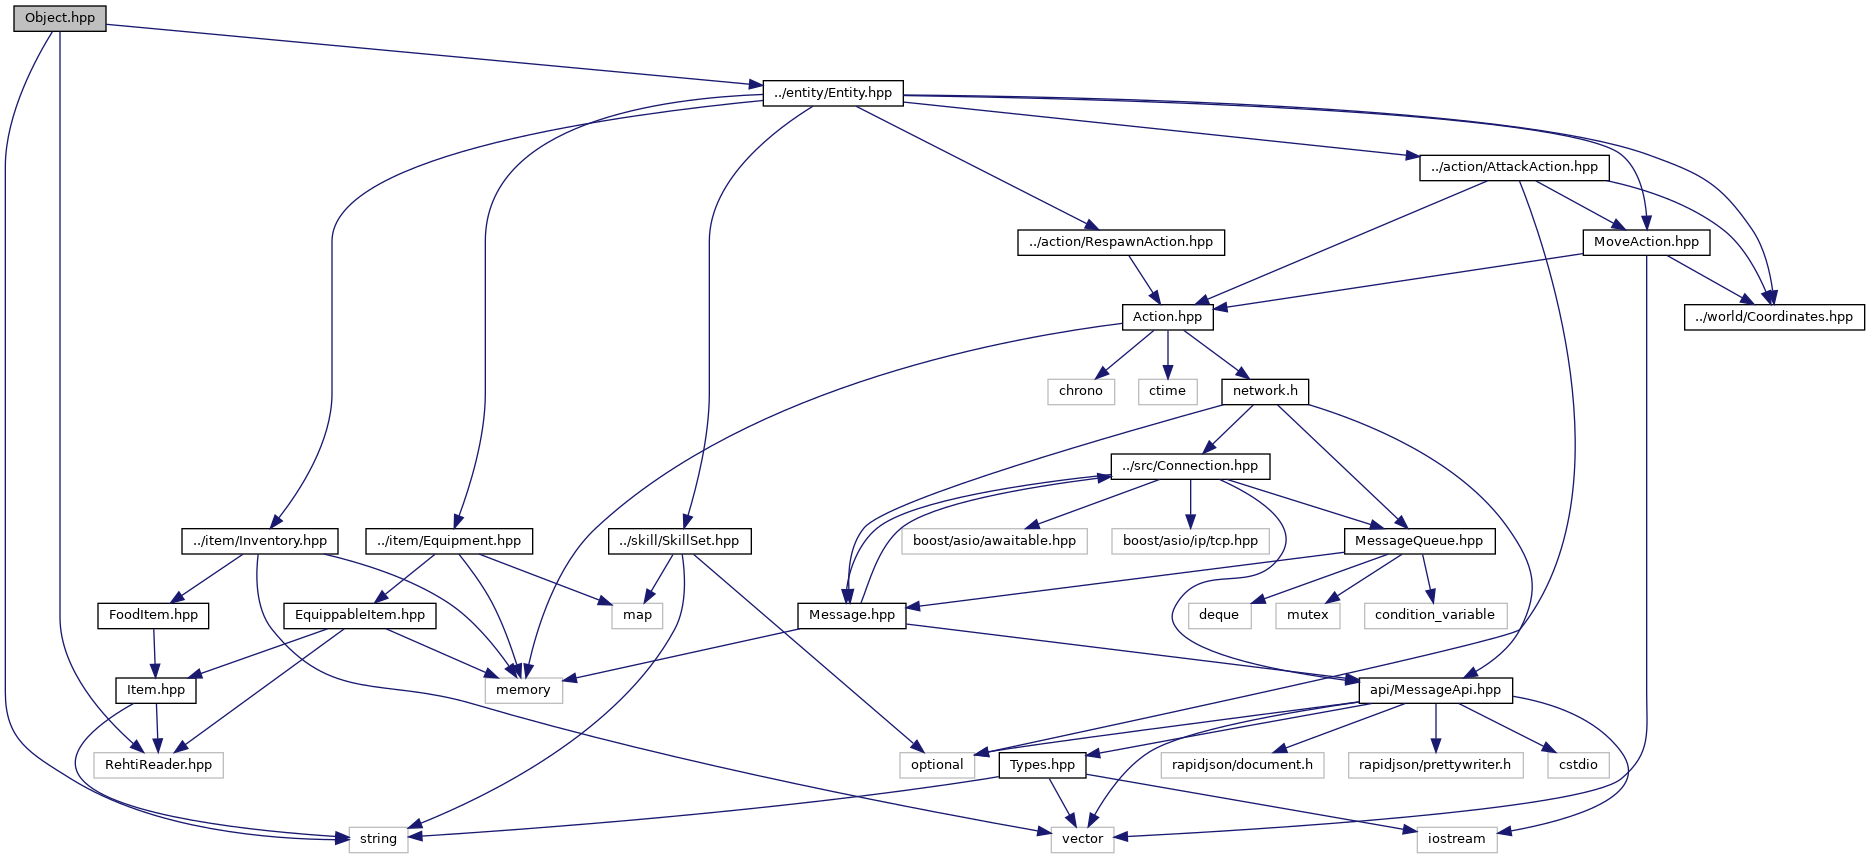 Object.hpp
../entity/Entity.hpp
../action/AttackAction.hpp
../action/RespawnAction.hpp
MoveAction.hpp
Action.hpp
../world/Coordinates.hpp
chrono
ctime
network.h
../src/Connection.hpp
../item/Inventory.hpp
../item/Equipment.hpp
../skill/SkillSet.hpp
boost/asio/awaitable.hpp
boost/asio/ip/tcp.hpp
MessageQueue.hpp
FoodItem.hpp
EquippableItem.hpp
map
Message.hpp
deque
mutex
condition_variable
Item.hpp
memory
api/MessageApi.hpp
RehtiReader.hpp
optional
Types.hpp
rapidjson/document.h
rapidjson/prettywriter.h
cstdio
string
vector
iostream